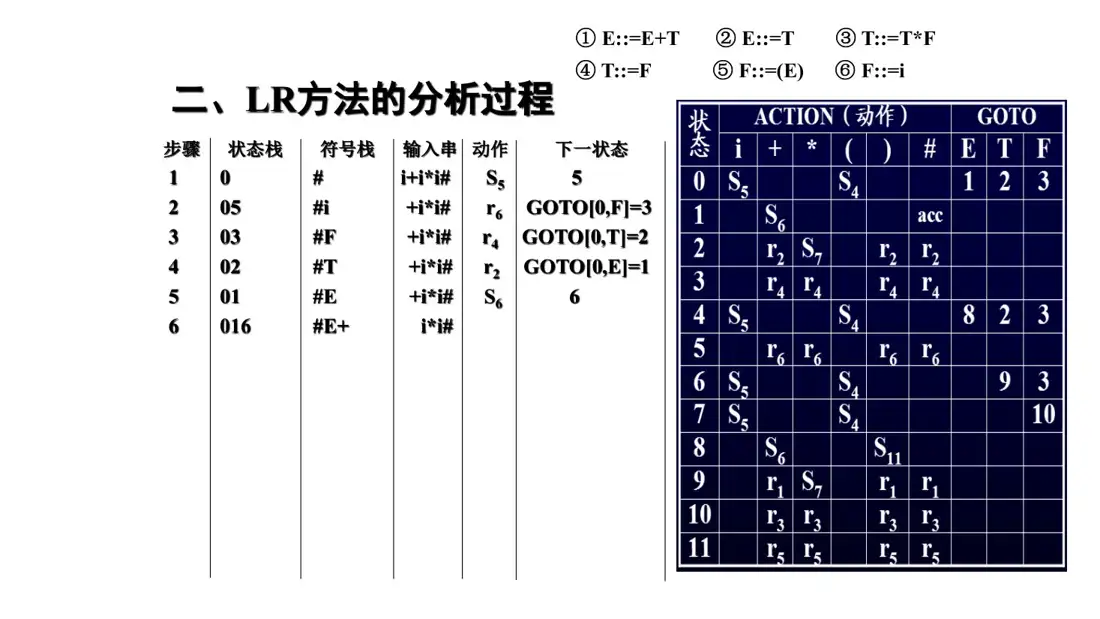 ① E::=E+T ② E::=T ③ T::=T*F
④ T::=F ⑤ F::=(E) ⑥ F::=i
二、LR方法的分析过程
步骤 状态栈 符号栈 输入串 动作 下一状态
1 0 # i+i*i# S5 5
2 05 #i +i*i# r6 GOTO[0,F]=3
3 03 #F +i*i# r4 GOTO[0,T]=2
4 02 #T +i*i# r2 GOTO[0,E]=1
5 01 #E +i*i# S6 6
6 016 #E+ i*i#
状态 ACTION（动作） GOTO
i + * ( ) # E T F
0 S5 S4 1 2 3
1 S6 acc
2 r2 S7 r2 r2
3 r4 r4 r4 r4
4 S5 S4 8 2 3
5 r6 r6 r6 r6
6 S5 S4 9 3
7 S5 S4 10
8 S6 S11
9 r1 S7 r1 r1
10 r3 r3 r3 r3
11 r5 r5 r5 r5